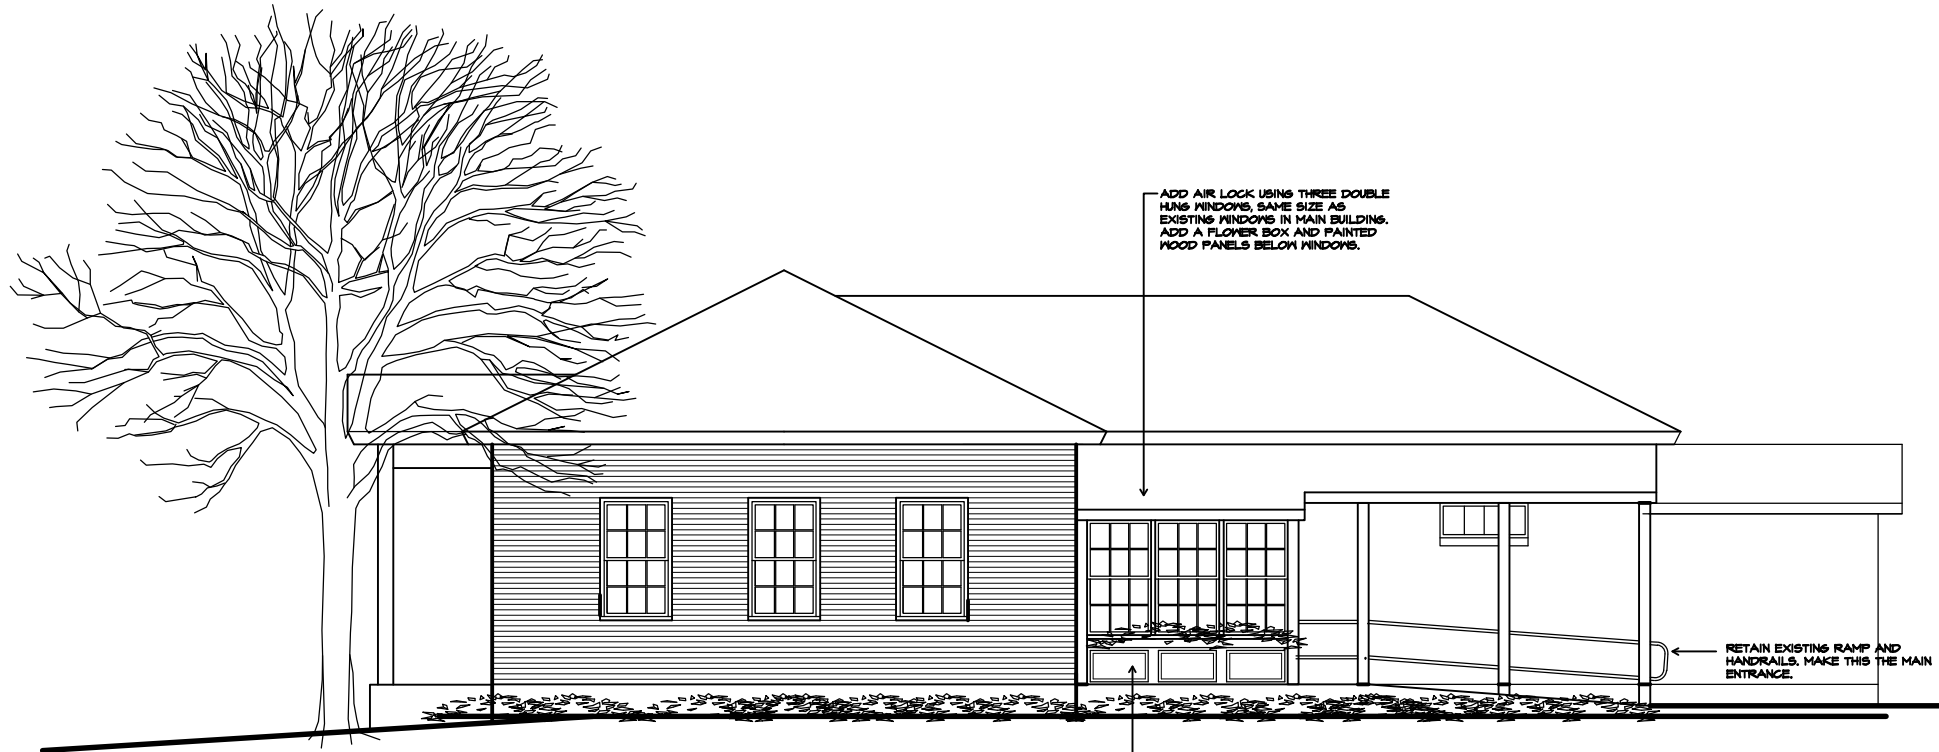 ADD AIR LOCK USING THREE DOUBLE
HUNG WINDOWS, SAME SIZE AS
EXISTING WINDOWS IN MAIN BUILDING.
ADD A FLOWER BOX AND PAINTED
WOOD PANELS BELOW WINDOWS.
RETAIN EXISTING RAMP AND
HANDRAILS. MAKE THIS THE MAIN
ENTRANCE.